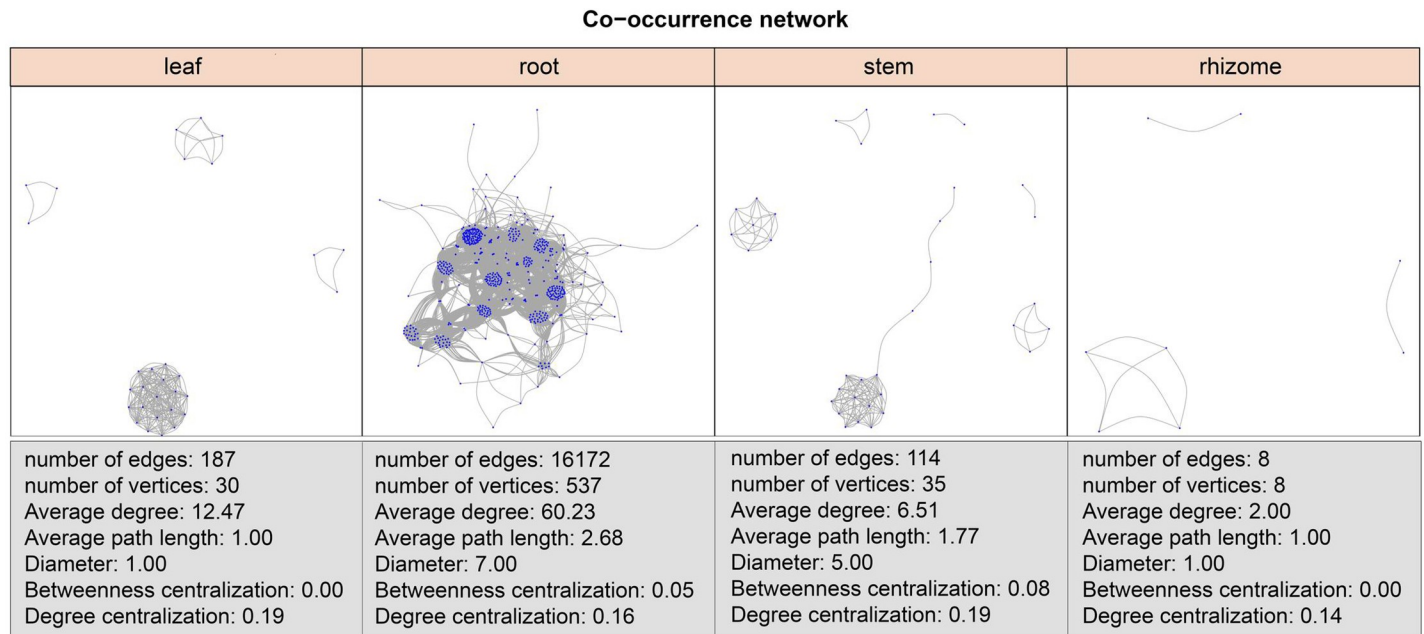 Co−occurrence network
leaf
root
stem
rhizome
number of edges: 187
number of vertices: 30
Average degree: 12.47
Average path length: 1.00
Diameter: 1.00
Betweenness centralization: 0.00
Degree centralization: 0.19
number of edges: 16172
number of vertices: 537
Average degree: 60.23
Average path length: 2.68
Diameter: 7.00
Betweenness centralization: 0.05
Degree centralization: 0.16
number of edges: 114
number of vertices: 35
Average degree: 6.51
Average path length: 1.77
Diameter: 5.00
Betweenness centralization: 0.08
Degree centralization: 0.19
number of edges: 8
number of vertices: 8
Average degree: 2.00
Average path length: 1.00
Diameter: 1.00
Betweenness centralization: 0.00
Degree centralization: 0.14